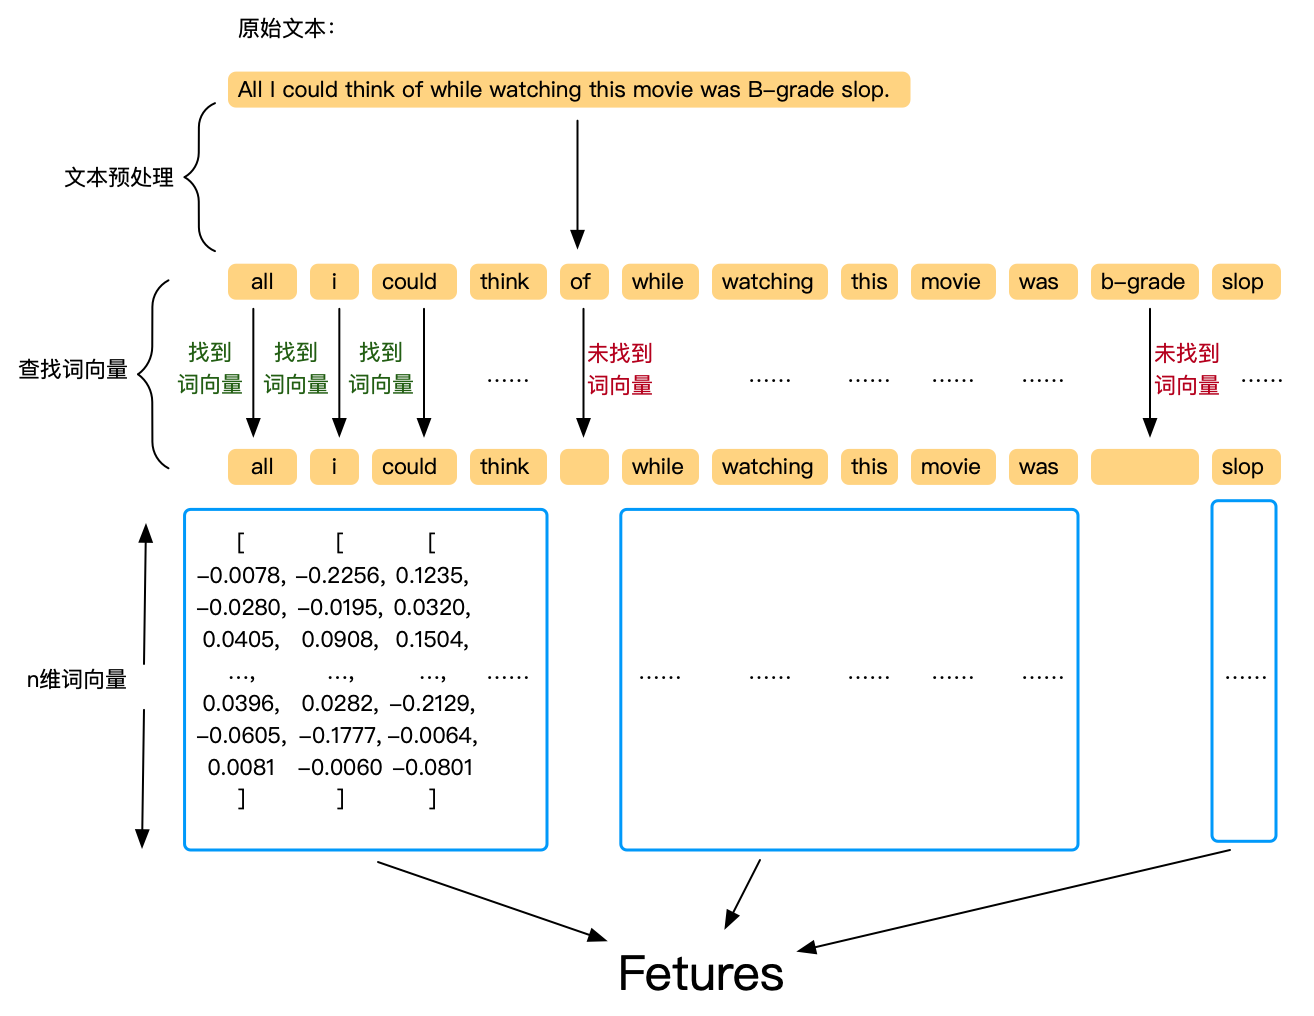 原始文本：
All I could think of while watching this movie was B-grade slop.
文本预处理
all i could think of while watching this movie was b-grade slop
查找词向量
找到 找到 找到 未找到 未找到
词向量 词向量 词向量 …… 词向量 …… …… …… …… 词向量 ……
all i could think while watching this movie was slop
[ [ [
-0.0078, -0.2256, 0.1235,
-0.0280, -0.0195, 0.0320,
0.0405, 0.0908, 0.1504,
n维词向量 ..., ..., ..., …… …… …… …… …… …… ……
0.0396, 0.0282, -0.2129,
-0.0605, -0.1777, -0.0064,
0.0081 -0.0060 -0.0801
] ] ]
Fetures